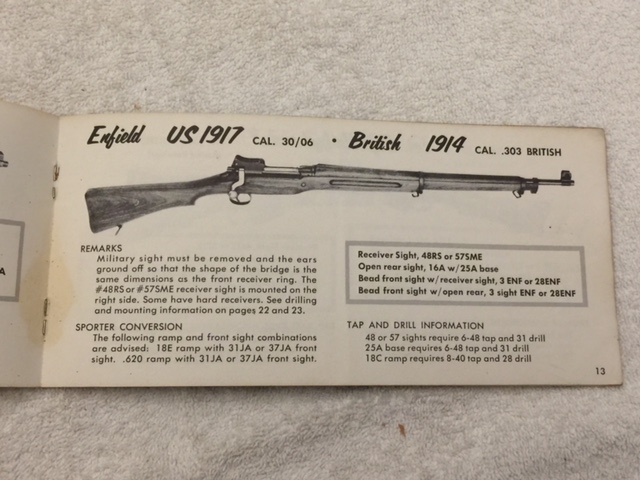 Enfield US 1917 CAL. 30/06 • British 1914 CAL. .303 BRITISH
REMARKS
Military sight must be removed and the ears
ground off so that the shape of the bridge is the
same dimensions as the front receiver ring. The
#48RS or #57SME receiver sight is mounted on the
right side. Some have hard receivers. See drilling
and mounting information on pages 22 and 23.
SPORTER CONVERSION
The following ramp and front sight combinations
are advised: 18E ramp with 31JA or 37JA front
sight. .620 ramp with 31JA or 37JA front sight.
Receiver Sight, 48RS or 57SME
Open rear sight, 16A w/25A base
Bead front sight w/receiver sight, 3 ENF or 28ENF
Bead front sight w/open rear, 3 sight ENF or 28ENF
TAP AND DRILL INFORMATION
48 or 57 sights require 6-48 tap and 31 drill
25A base requires 6-48 tap and 31 drill
18C ramp requires 8-40 tap and 28 drill
13
A